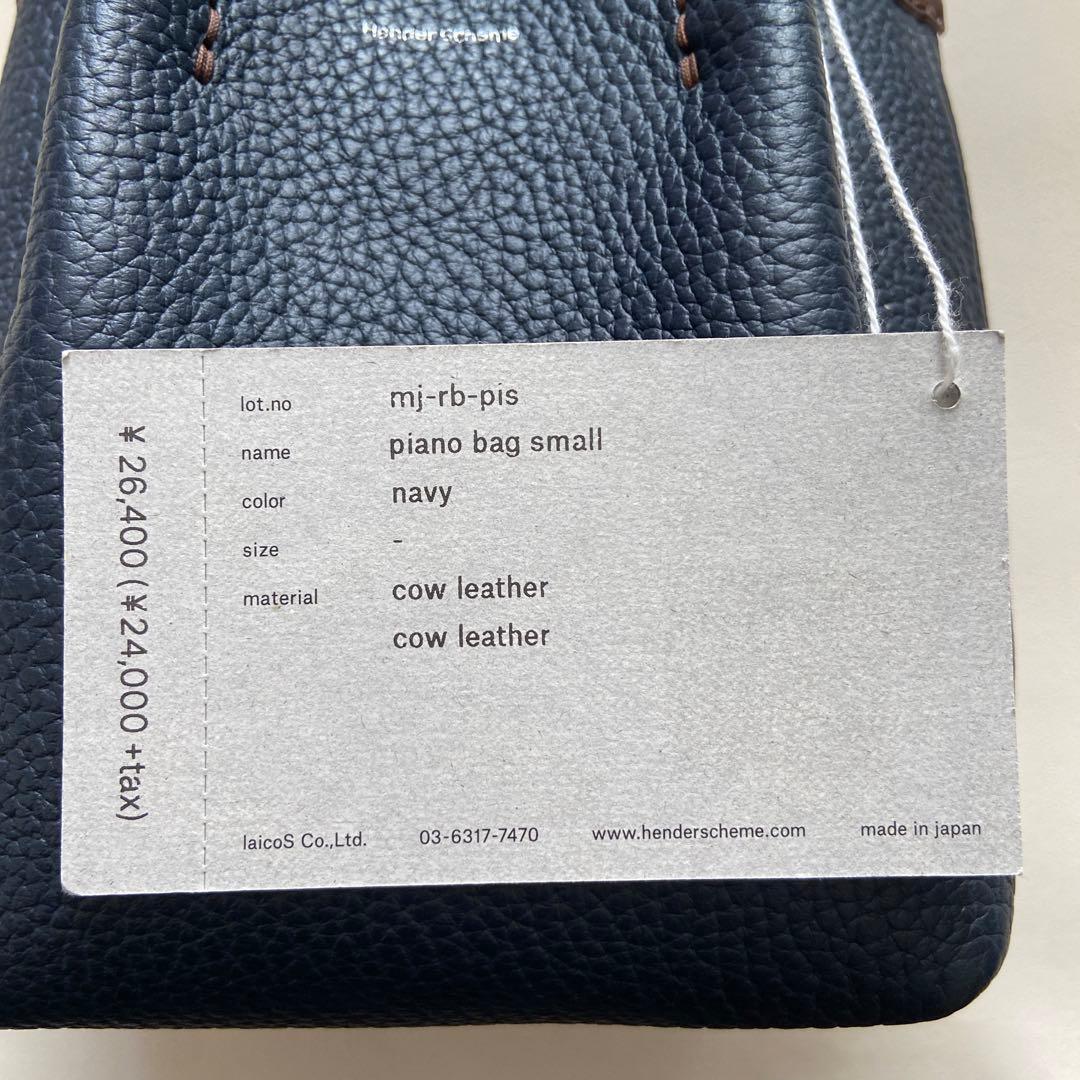 Hender Scheme
lot.no mj-rb-pis
name piano bag small
color navy
size -
material cow leather
cow leather
¥ 26,400 (¥24,000 +tax)
laicoS Co.,Ltd. 03-6317-7470 www.henderscheme.com made in japan